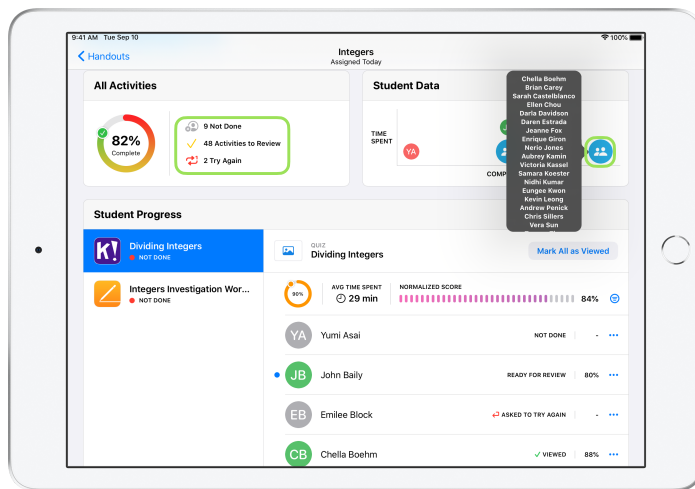 9:41 AM Tue Sep 10
100%
Handouts
Integers
Assigned Today
All Activities
82%
Complete
9 Not Done
48 Activities to Review
2 Try Again
Student Data
TIME
SPENT
YA
COMP
Chella Boehm
Brian Carey
Sarah Castelblanco
Ellen Chou
Darla Davidson
Daren Estrada
Jeanne Fox
Enrique Giron
Nerio Jones
Aubrey Kamin
Victoria Kassel
Samara Koester
Nidhi Kumar
Eungee Kwon
Kevin Leong
Andrew Penick
Chris Sillers
Vera Sun
Student Progress
K!
Dividing Integers
NOT DONE
Integers Investigation Wor...
NOT DONE
QUIZ
Dividing Integers
Mark All as Viewed
90%
AVG TIME SPENT
29 min
NORMALIZED SCORE
84%
YA Yumi Asai NOT DONE -
JB John Baily READY FOR REVIEW 80%
EB Emilee Block ASKED TO TRY AGAIN -
CB Chella Boehm VIEWED 88%